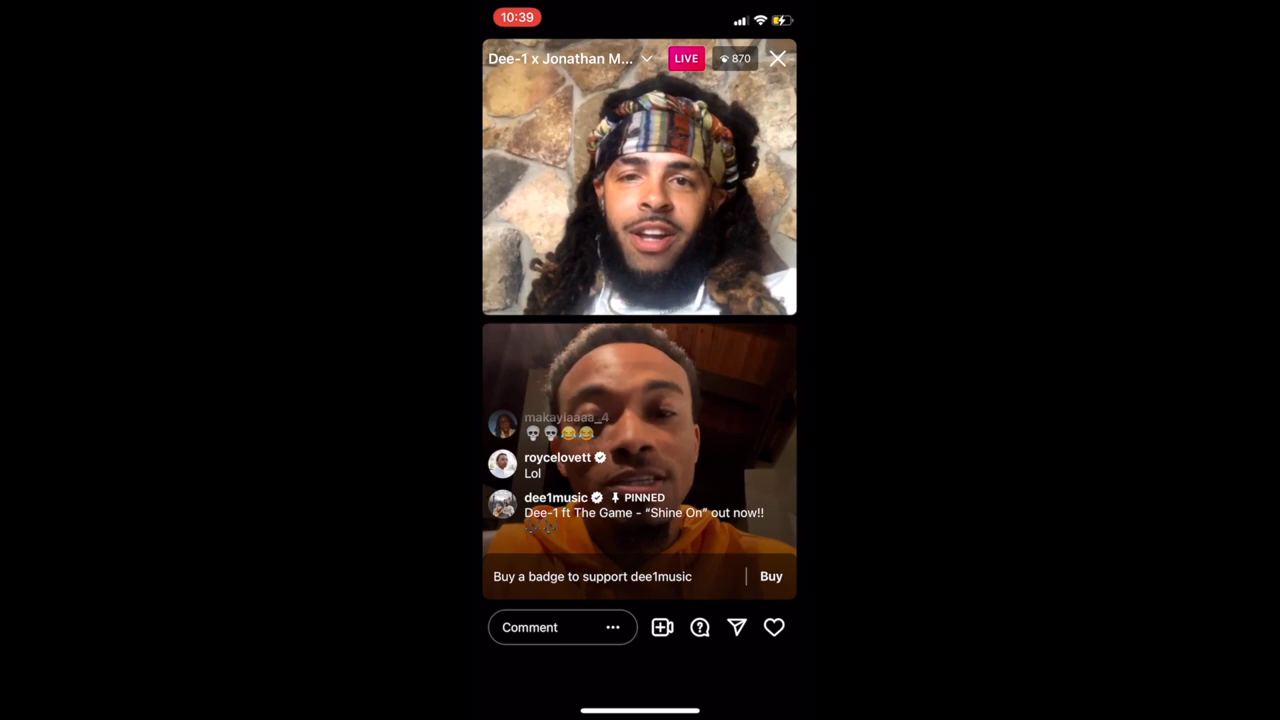 10:39
Dee-1 x Jonathan M...
LIVE
870
makaylaaaa_4
roycelovett
Lol
dee1music PINNED
Dee-1 ft The Game - “Shine On” out now!!
Buy a badge to support dee1music
Buy
Comment